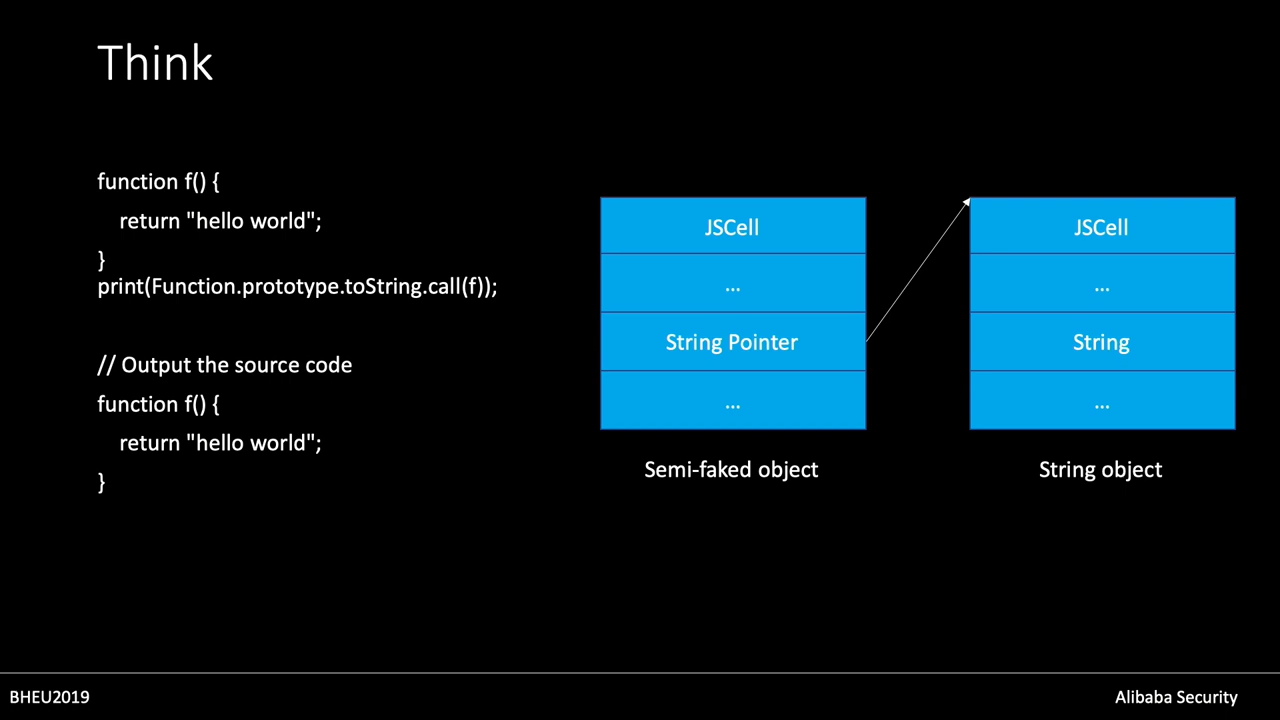 Think
function f() {
return "hello world";
}
print(Function.prototype.toString.call(f));
// Output the source code
function f() {
return "hello world";
}
JSCell
...
String Pointer
...
Semi-faked object
JSCell
...
String
...
String object
BHEU2019
Alibaba Security